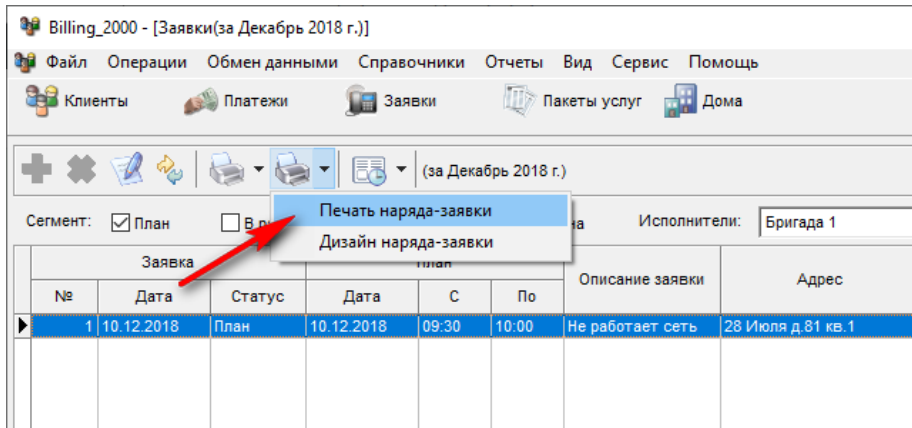 Billing_2000 - [Заявки(за Декабрь 2018 г.)]
Файл Операции Обмен данными Справочники Отчеты Вид Сервис Помощь
Клиенты Платежи Заявки Пакеты услуг Дома
(за Декабрь 2018 г.)
Печать наряда-заявки
Сегмент: План Исполнители: Бригада 1
Дизайн наряда-заявки
Заявка План Описание заявки Адрес
№ Дата Статус Дата С По
1 10.12.2018 План 10.12.2018 09:30 10:00 Не работает сеть 28 Июля д.81 кв.1